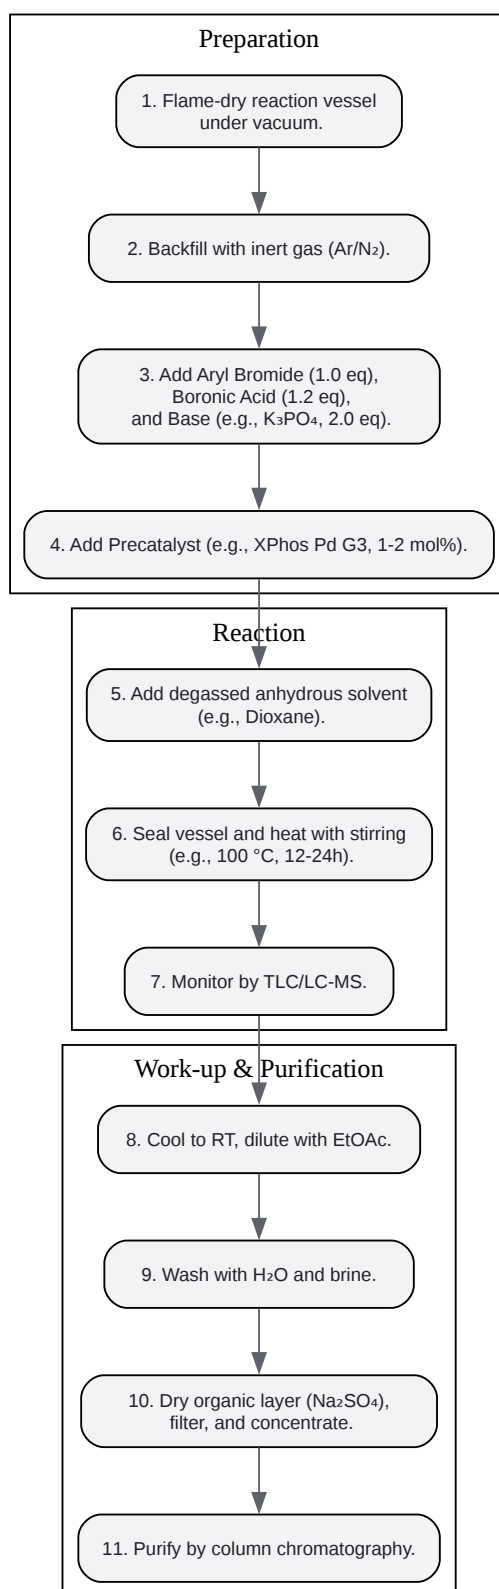 Preparation
1. Flame-dry reaction vessel
under vacuum.
2. Backfill with inert gas (Ar/N₂).
3. Add Aryl Bromide (1.0 eq),
Boronic Acid (1.2 eq),
and Base (e.g., K₃PO₄, 2.0 eq).
4. Add Precatalyst (e.g., XPhos Pd G3, 1-2 mol%).
Reaction
5. Add degassed anhydrous solvent
(e.g., Dioxane).
6. Seal vessel and heat with stirring
(e.g., 100 °C, 12-24h).
7. Monitor by TLC/LC-MS.
Work-up & Purification
8. Cool to RT, dilute with EtOAc.
9. Wash with H₂O and brine.
10. Dry organic layer (Na₂SO₄),
filter, and concentrate.
11. Purify by column chromatography.